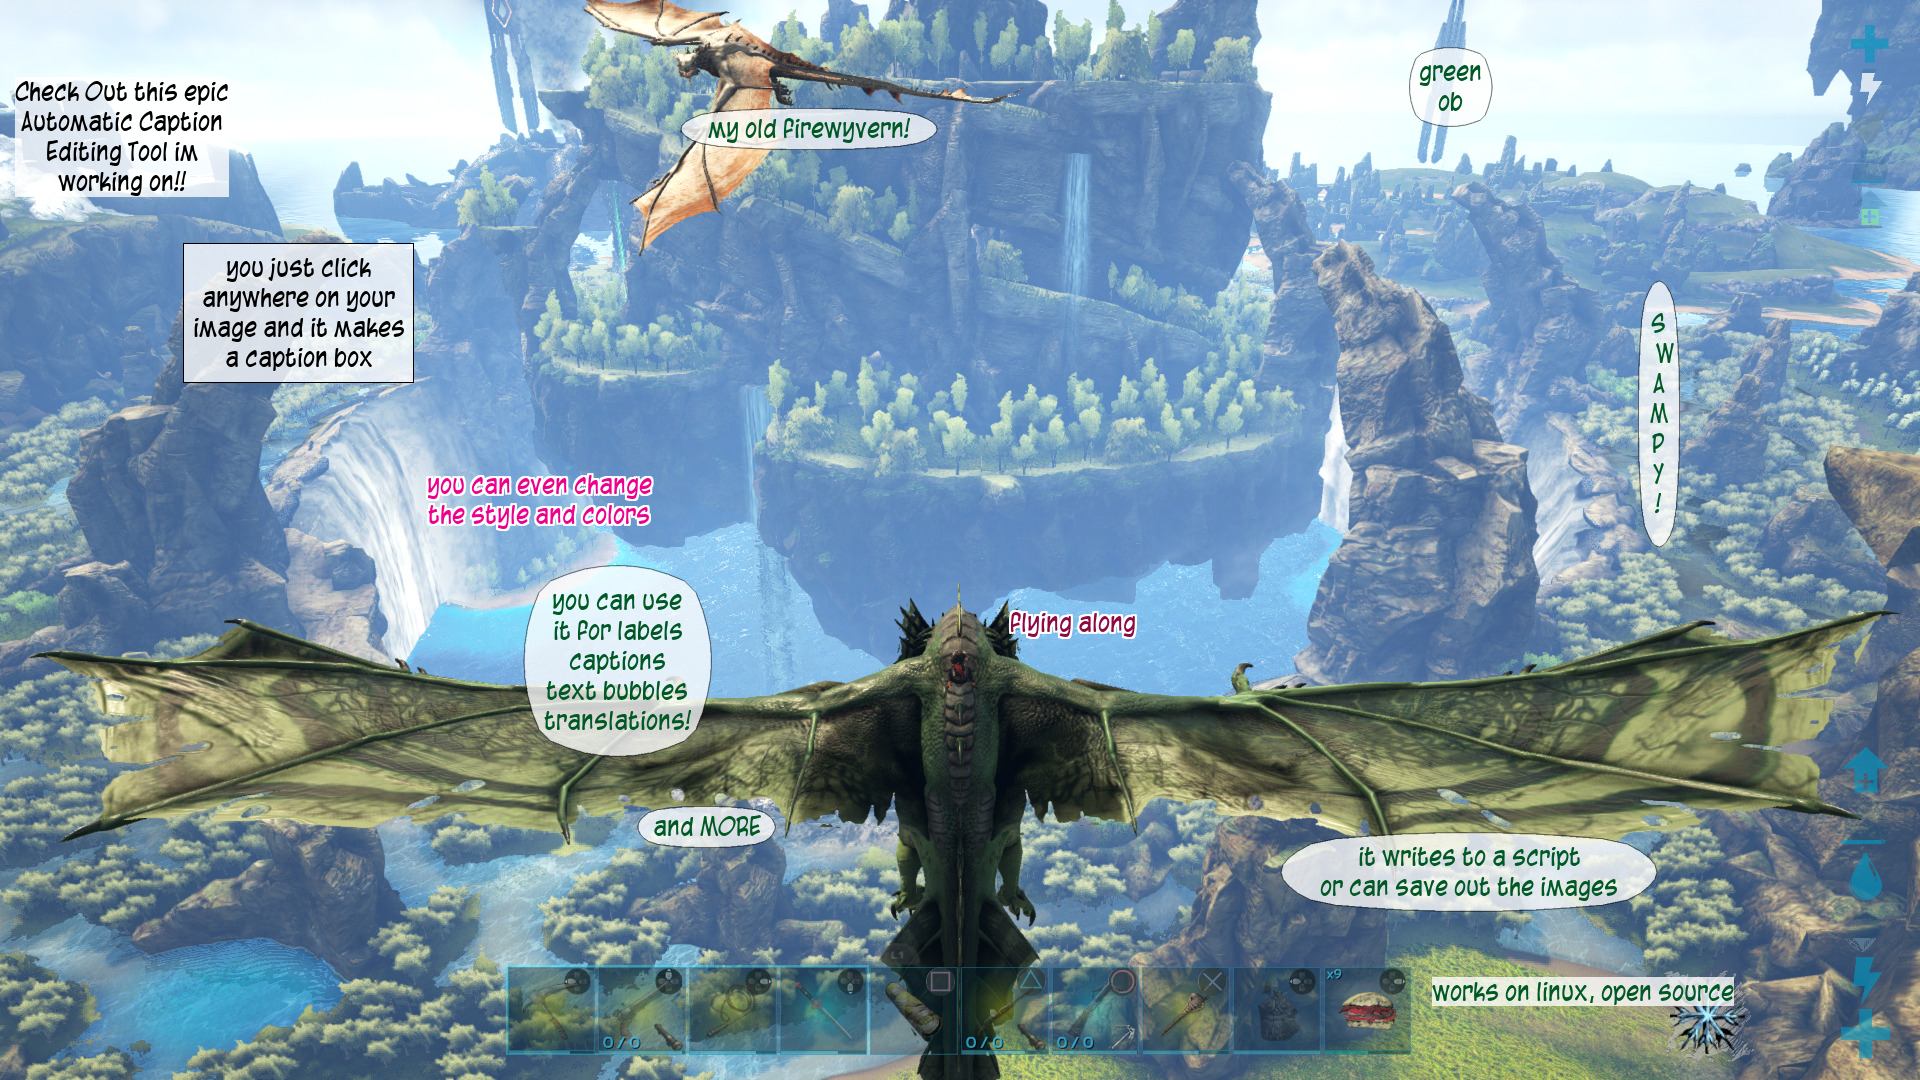 Check Out this epic
Automatic Caption
Editing Tool im
working on!!
my old firewyvern!
green
ob
you just click
anywhere on your
image and it makes
a caption box
S
W
A
M
P
Y
!
you can even change
the style and colors
you can use
it for labels
captions
text bubbles
translations!
flying along
and MORE
it writes to a script
or can save out the images
works on linux, open source
x9
0/0
0/0
0/0